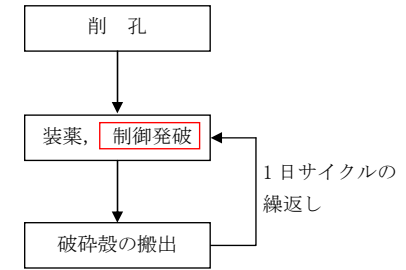 削　孔
装薬，制御発破
1日サイクルの
繰返し
破砕殻の搬出